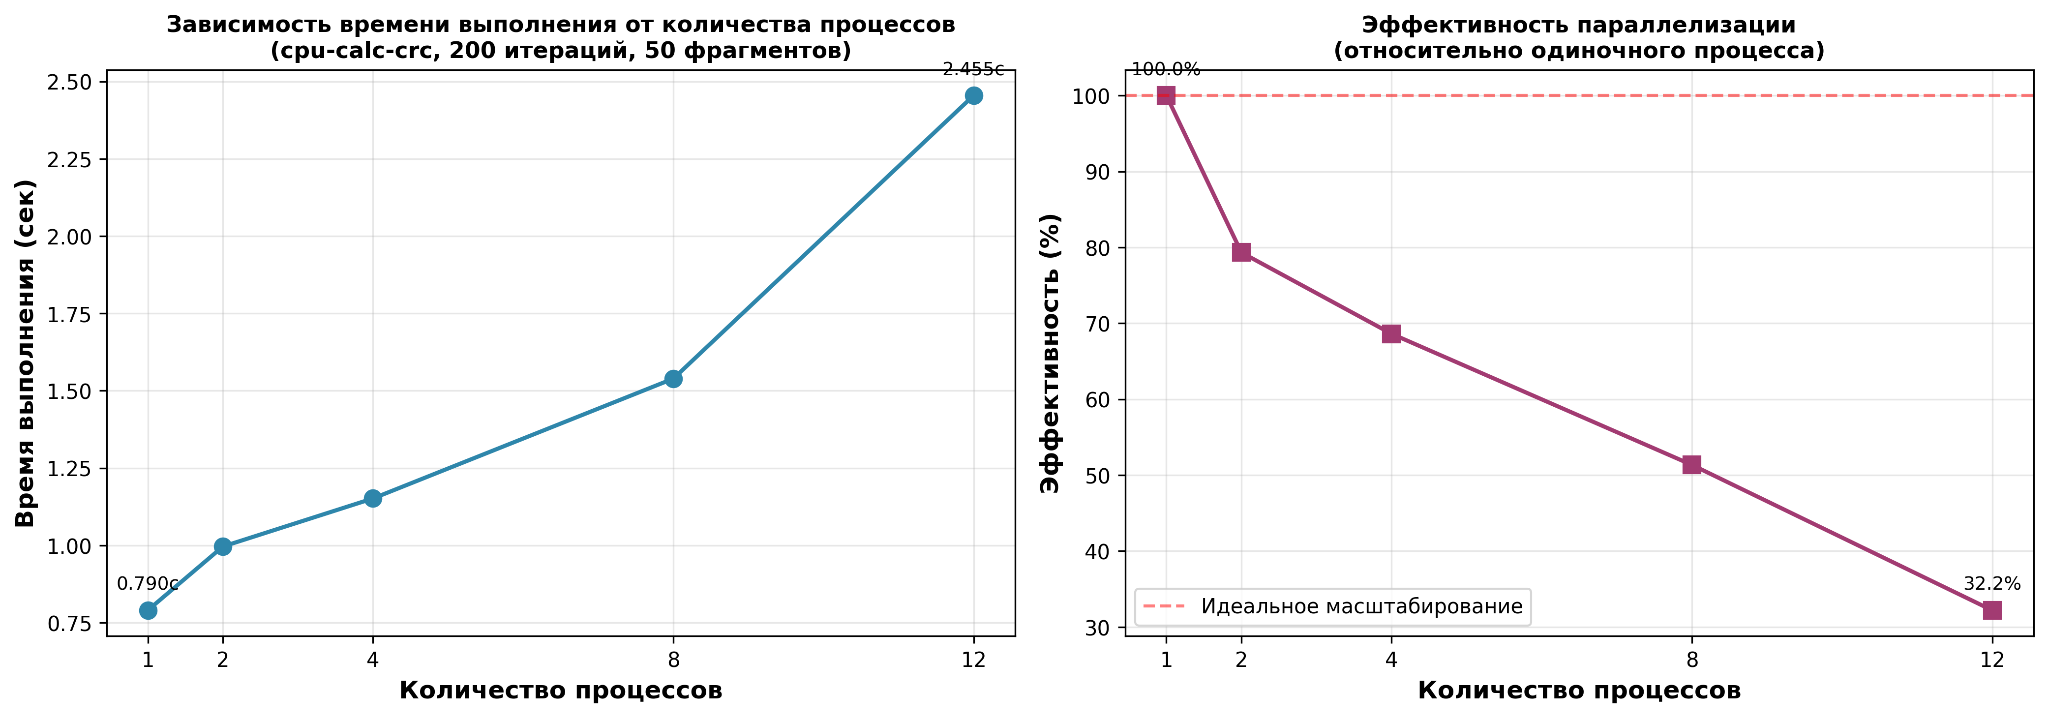 Зависимость времени выполнения от количества процессов
(cpu-calc-crc, 200 итераций, 50 фрагментов)
2.455с
2.50
2.25
2.00
1.75
1.50
1.25
1.00
0.75
0.790с
Время выполнения (сек)
1 2 4 8 12
Количество процессов
Эффективность параллелизации
(относительно одиночного процесса)
100.0%
100
90
80
70
60
50
40
30
32.2%
Эффективность (%)
Идеальное масштабирование
1 2 4 8 12
Количество процессов